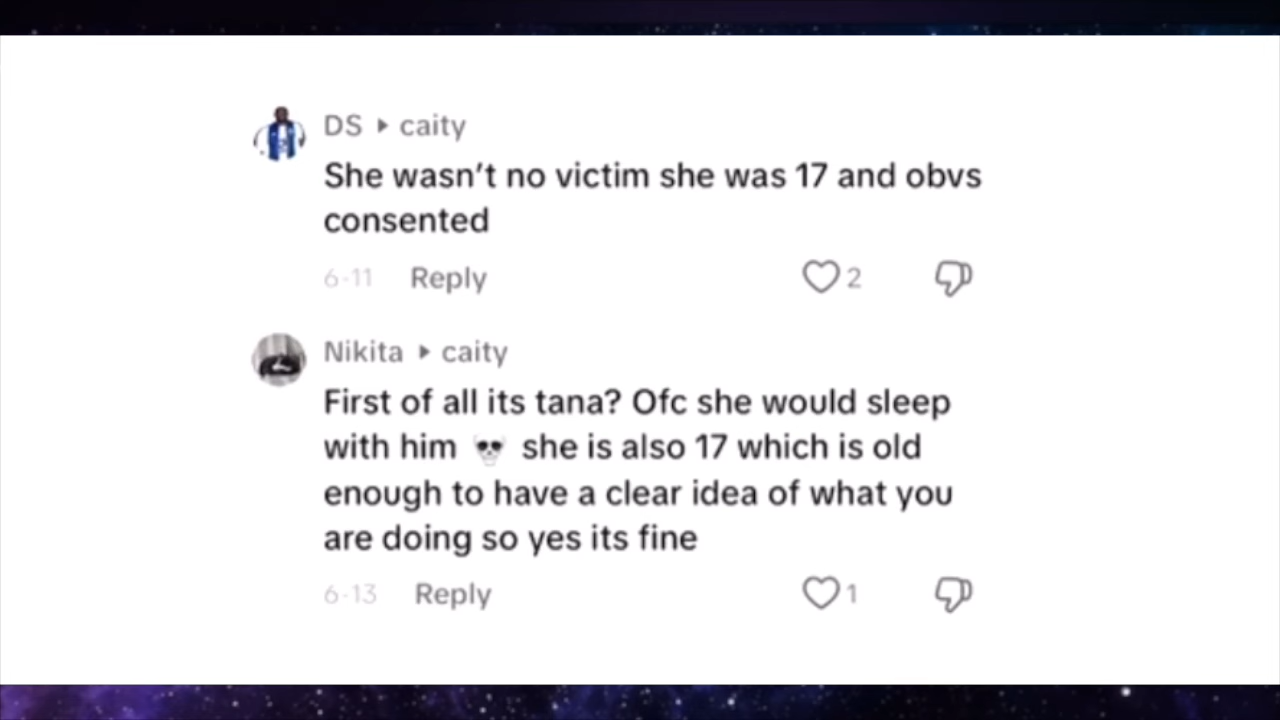 DS ▸ caity
She wasn't no victim she was 17 and obvs
consented
6-11 Reply 2
Nikita ▸ caity
First of all its tana? Ofc she would sleep
with him 💀 she is also 17 which is old
enough to have a clear idea of what you
are doing so yes its fine
6-13 Reply 1